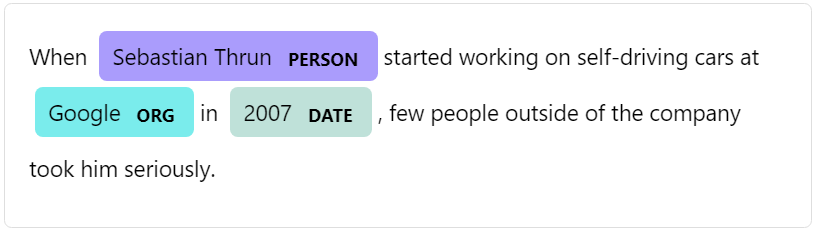 When Sebastian Thrun PERSON started working on self-driving cars at
Google ORG in 2007 DATE , few people outside of the company
took him seriously.